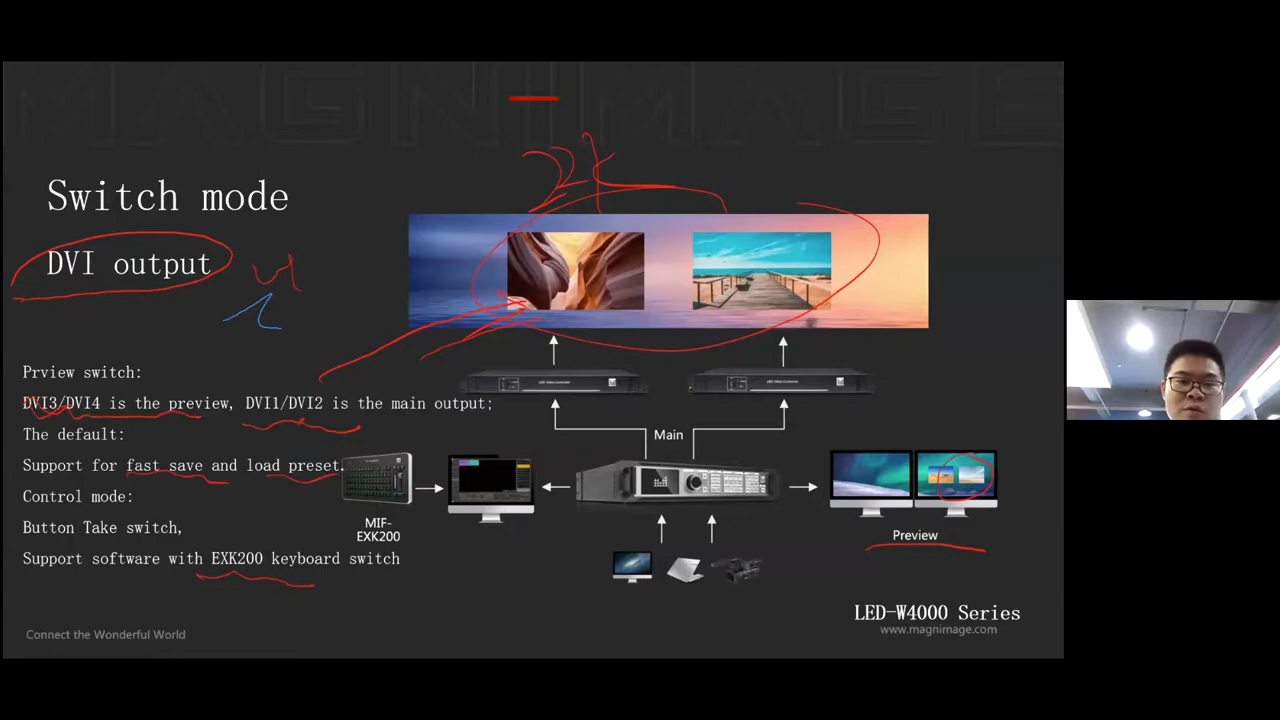 MAGNIMAGE
Switch mode
DVI output
Prview switch:
DVI3/DVI4 is the preview, DVI1/DVI2 is the main output;
The default:
Support for fast save and load preset.
Control mode:
Button Take switch,
Support software with EXK200 keyboard switch
2k
Main
MIF-
EXK200
Preview
LED-W4000 Series
www.magnimage.com
Connect the Wonderful World